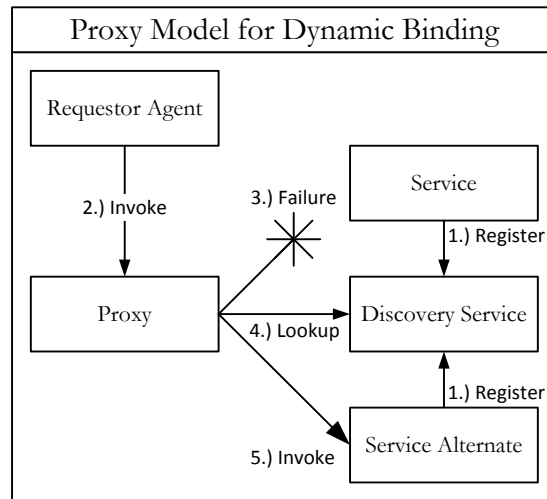 Proxy Model for Dynamic Binding
Requestor Agent
2.) Invoke
3.) Failure
Service
1.) Register
Proxy
4.) Lookup
Discovery Service
1.) Register
5.) Invoke
Service Alternate